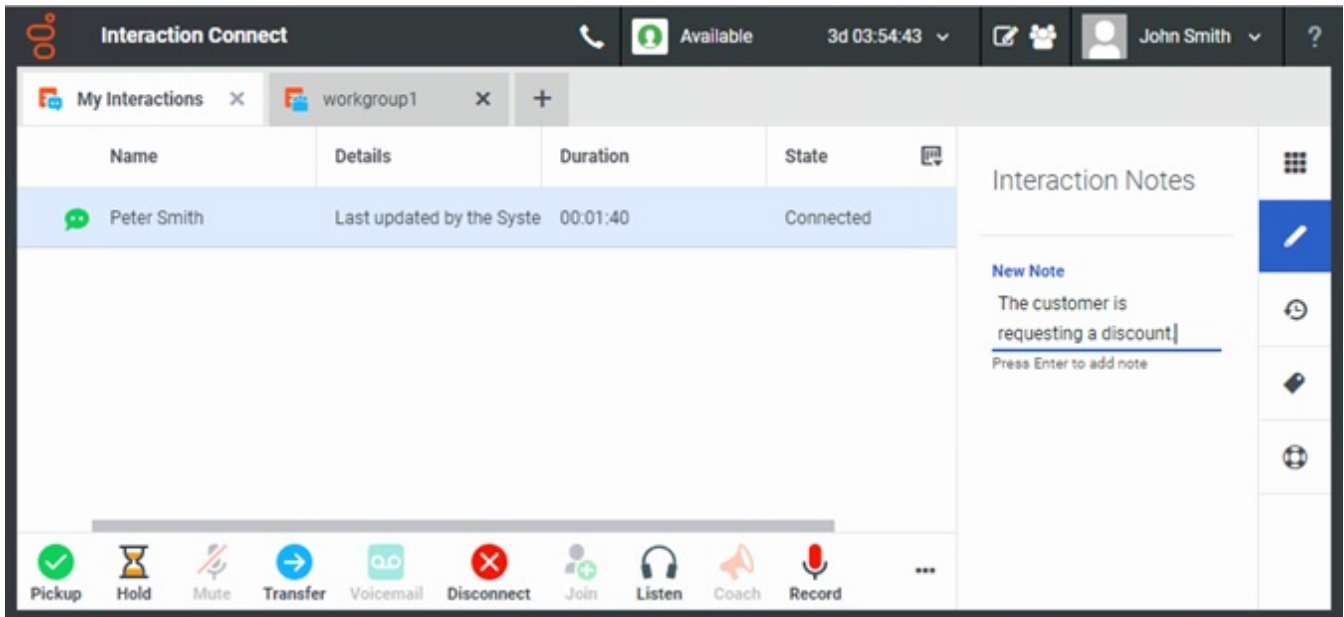 Interaction Connect
Available
3d 03:54:43
John Smith
?
My Interactions
workgroup1
Name Details Duration State
Peter Smith Last updated by the Syste 00:01:40 Connected
Interaction Notes
New Note
The customer is
requesting a discount.
Press Enter to add note
Pickup Hold Mute Transfer Voicemail Disconnect Join Listen Coach Record